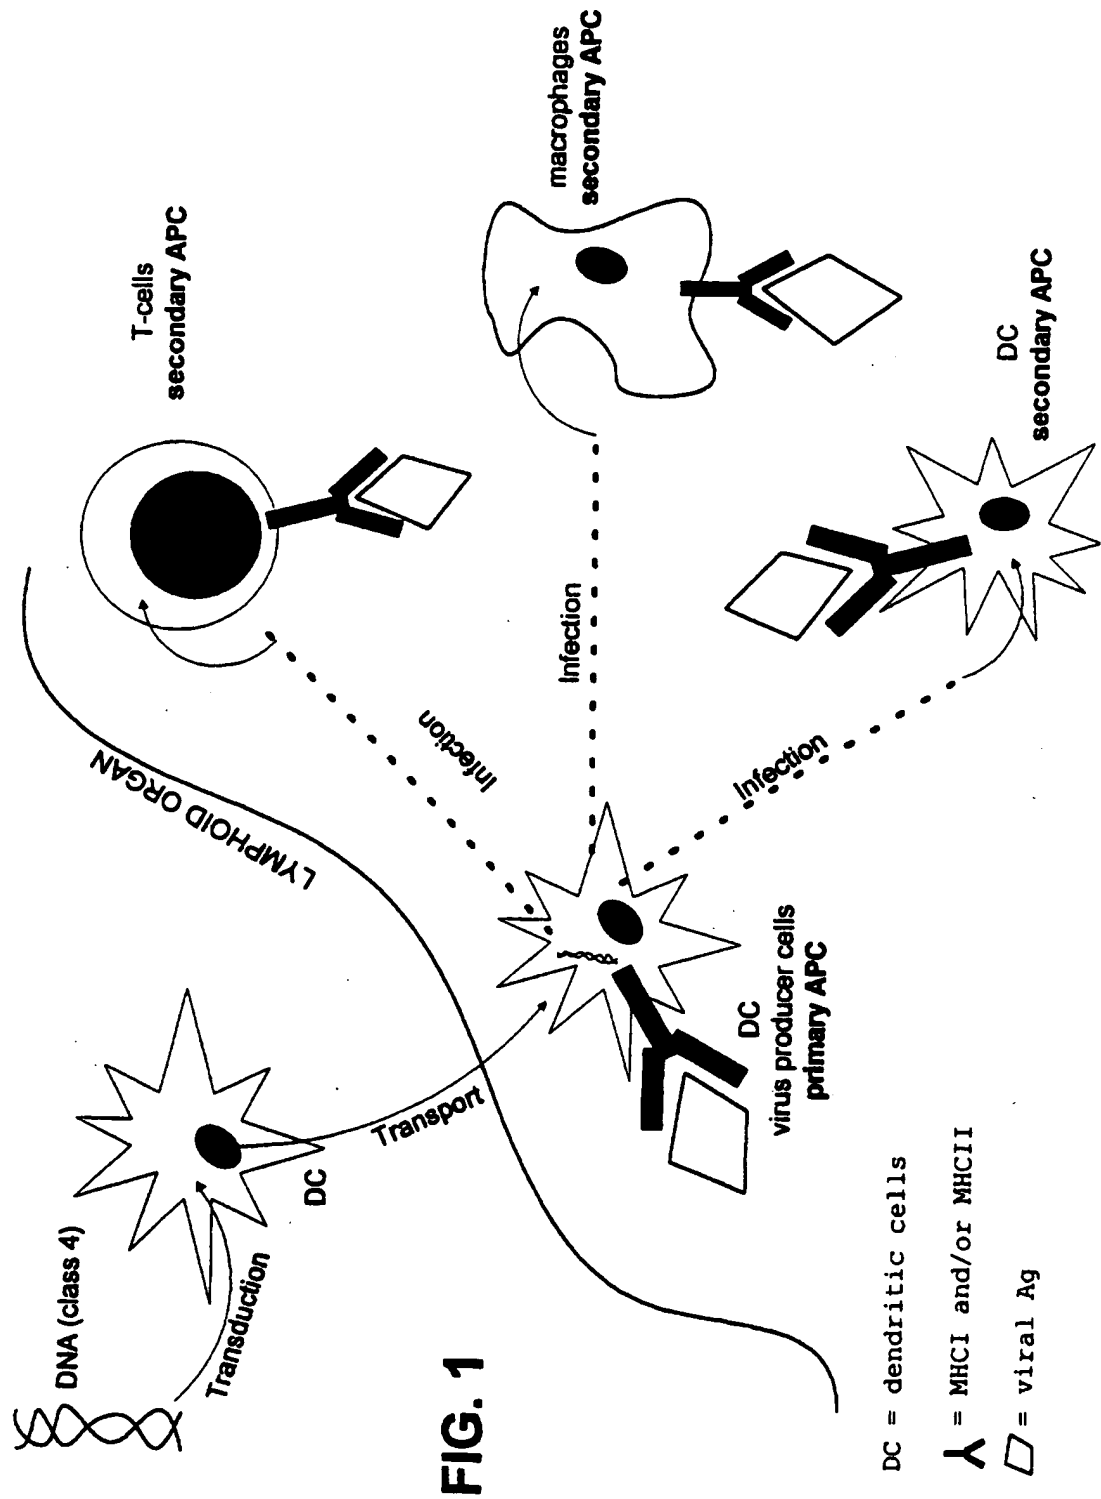 DNA (class 4)
Transduction
DC
Transport
LYMPHOID ORGAN
T-cells
secondary APC
Infection
macrophages
secondary APC
Infection
DC
secondary APC
Infection
DC
virus producer cells
primary APC
DC = dendritic cells
= MHCI and/or MHCII
= viral Ag
FIG. 1